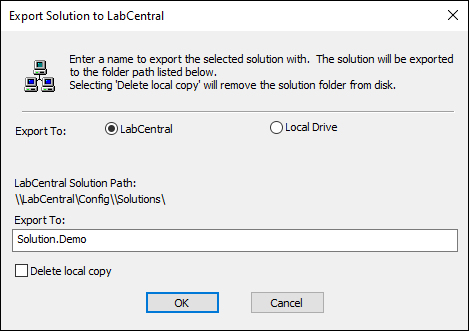 Export Solution to LabCentral
Enter a name to export the selected solution with.  The solution will be exported
to the folder path listed below.
Selecting 'Delete local copy' will remove the solution folder from disk.
Export To:
LabCentral
Local Drive
LabCentral Solution Path:
\\LabCentral\Config\\Solutions\
Export To:
Solution.Demo
Delete local copy
OK
Cancel